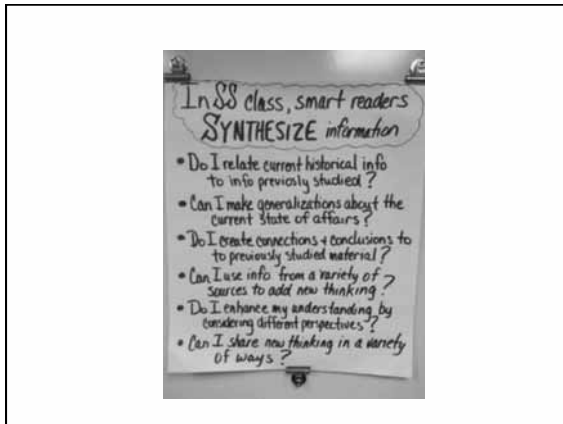 In SS class, smart readers
SYNTHESIZE information
• Do I relate current historical info
to info previosly studied?
• Can I make generalizations about the
current state of affairs?
• Do I create connections + conclusions to
to previously studied material?
• Can I use info from a variety of
sources to add new thinking?
• Do I enhance my understanding by
considering different perspectives?
• Can I share new thinking in a variety
of ways?